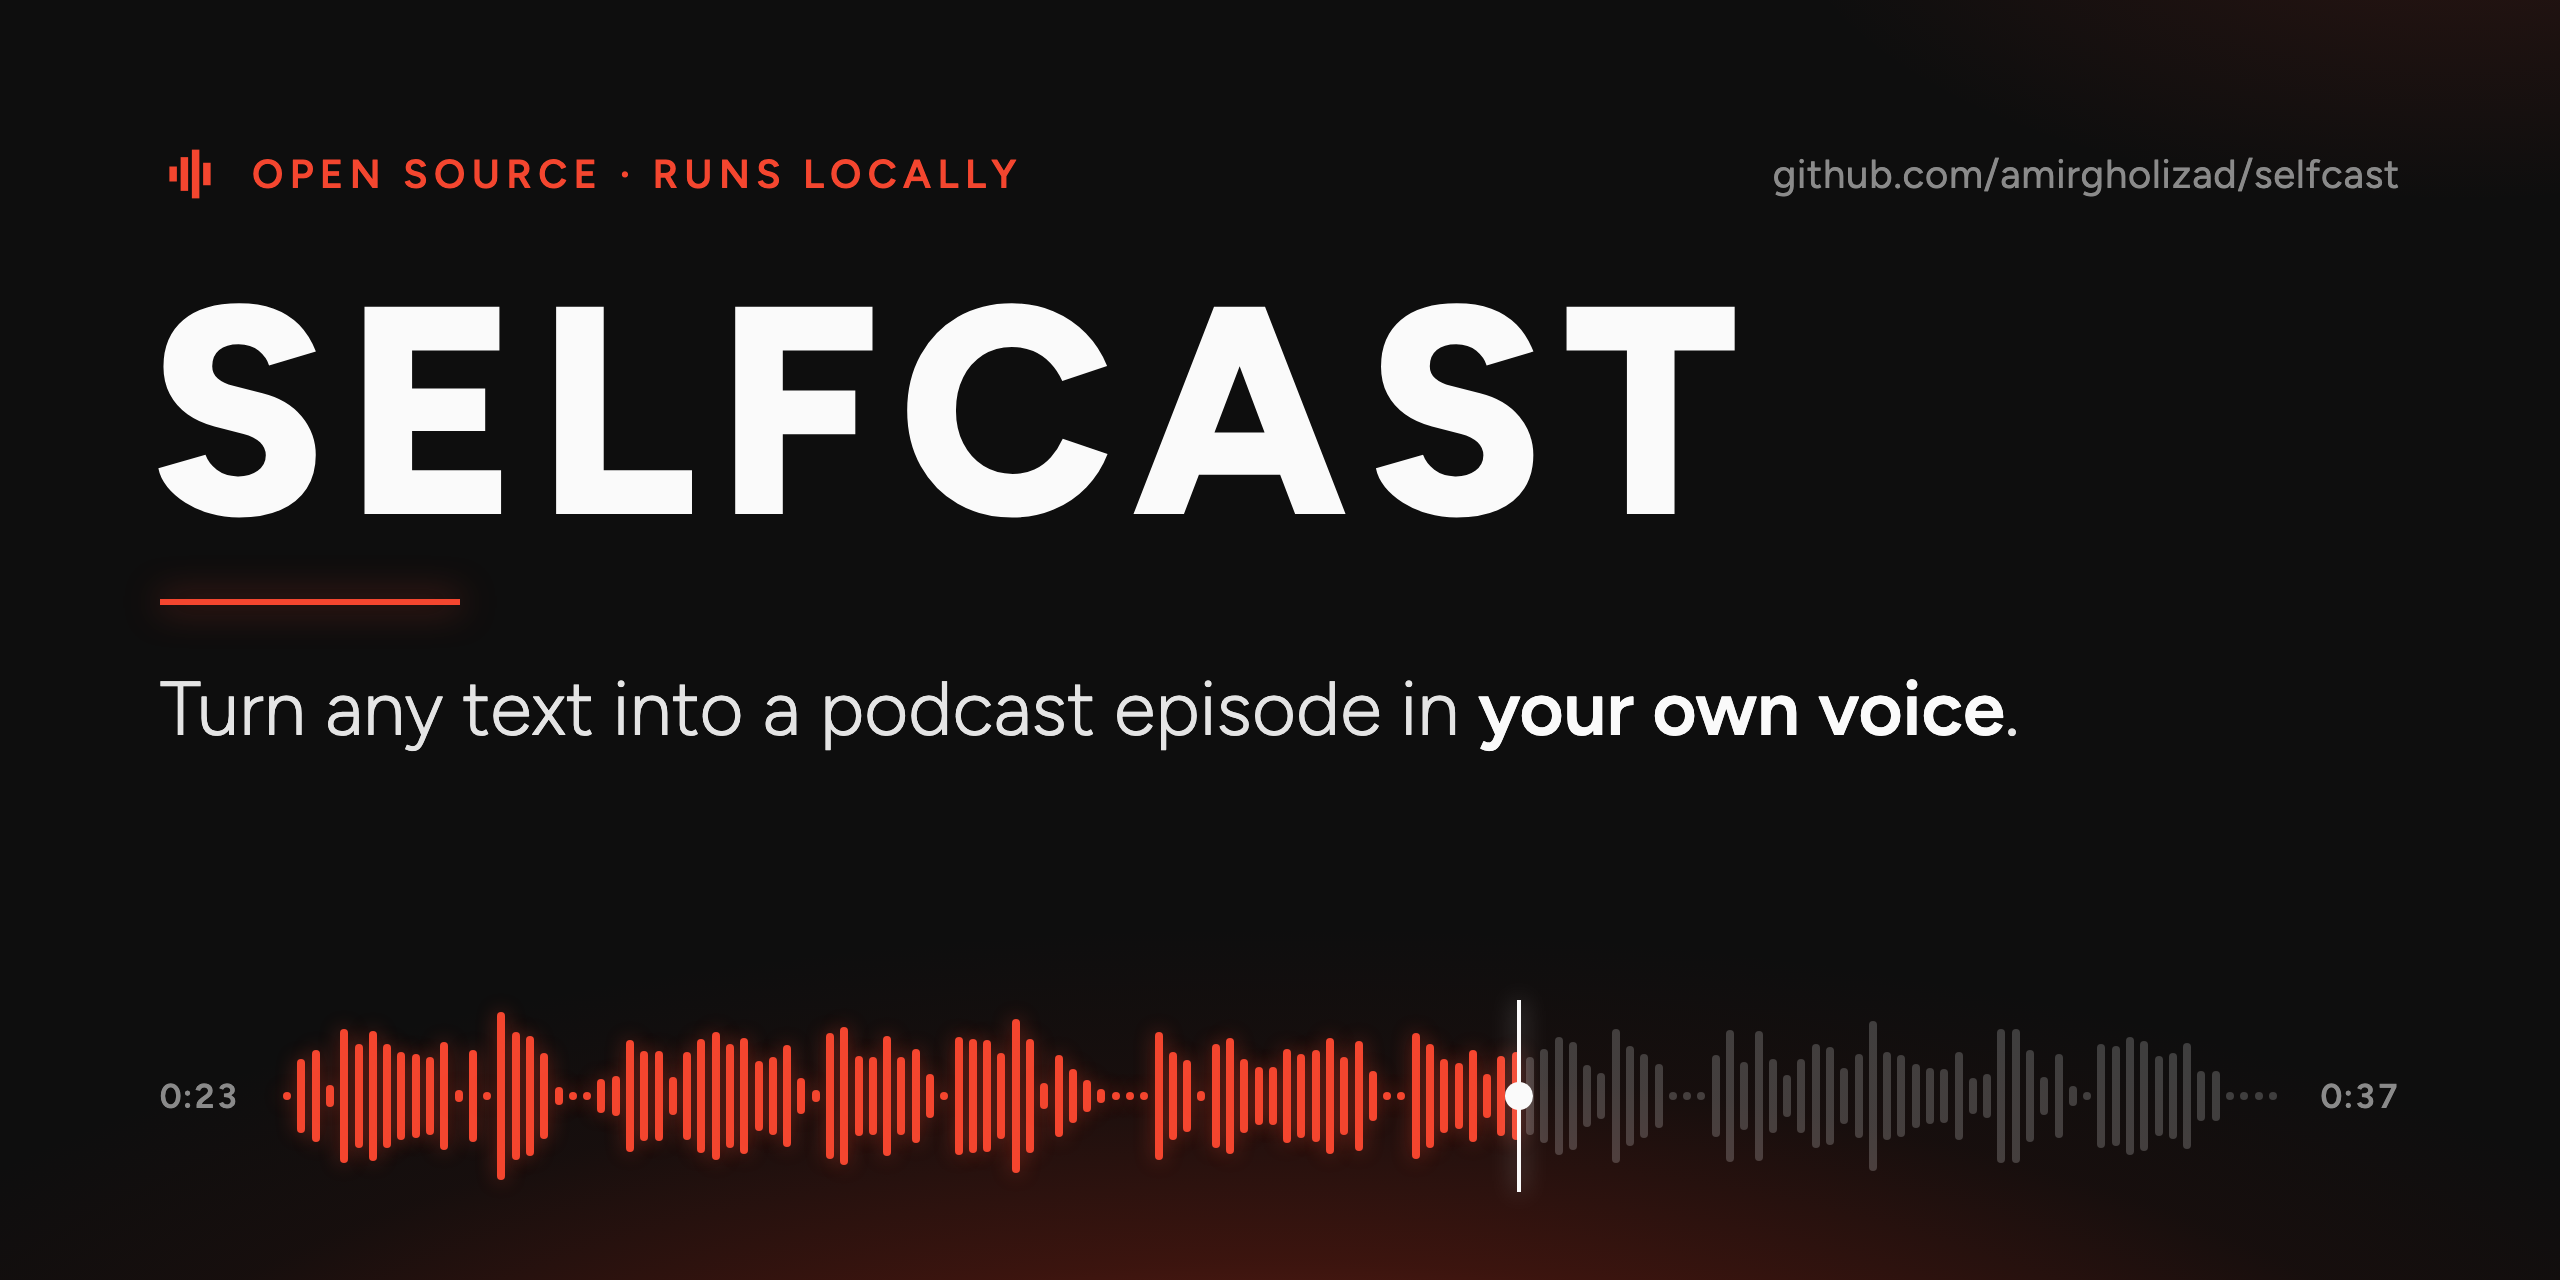 OPEN SOURCE · RUNS LOCALLY
github.com/amirgholizad/selfcast
SELFCAST
Turn any text into a podcast episode in your own voice.
0:23
0:37